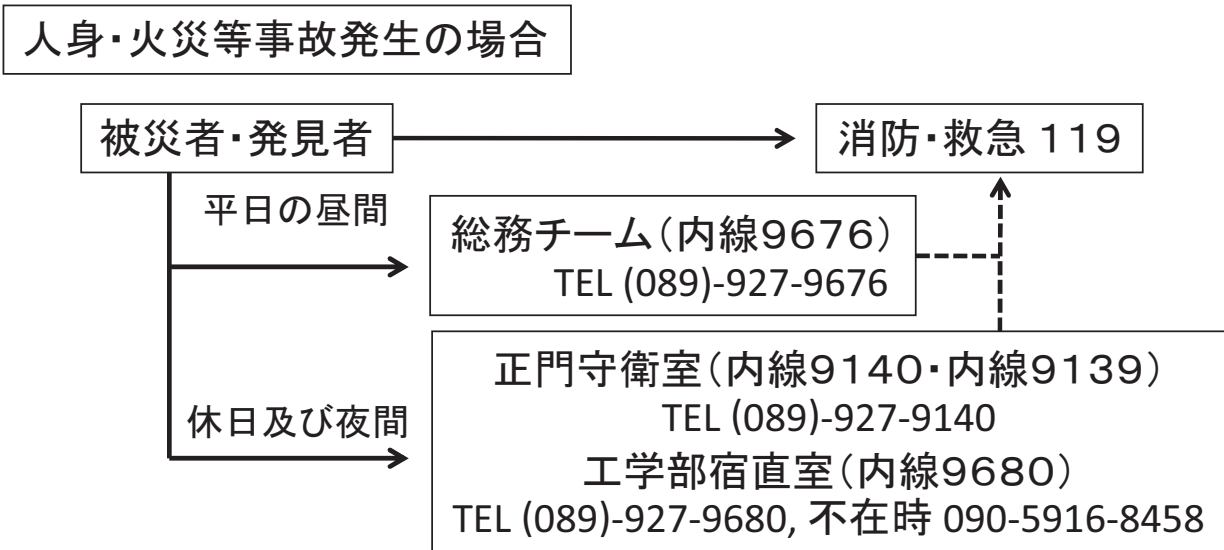 人身・火災等事故発生の場合
被災者・発見者
消防・救急 119
平日の昼間
総務チーム(内線9676)
TEL (089)-927-9676
休日及び夜間
正門守衛室(内線9140・内線9139)
TEL (089)-927-9140
工学部宿直室(内線9680)
TEL (089)-927-9680, 不在時 090-5916-8458